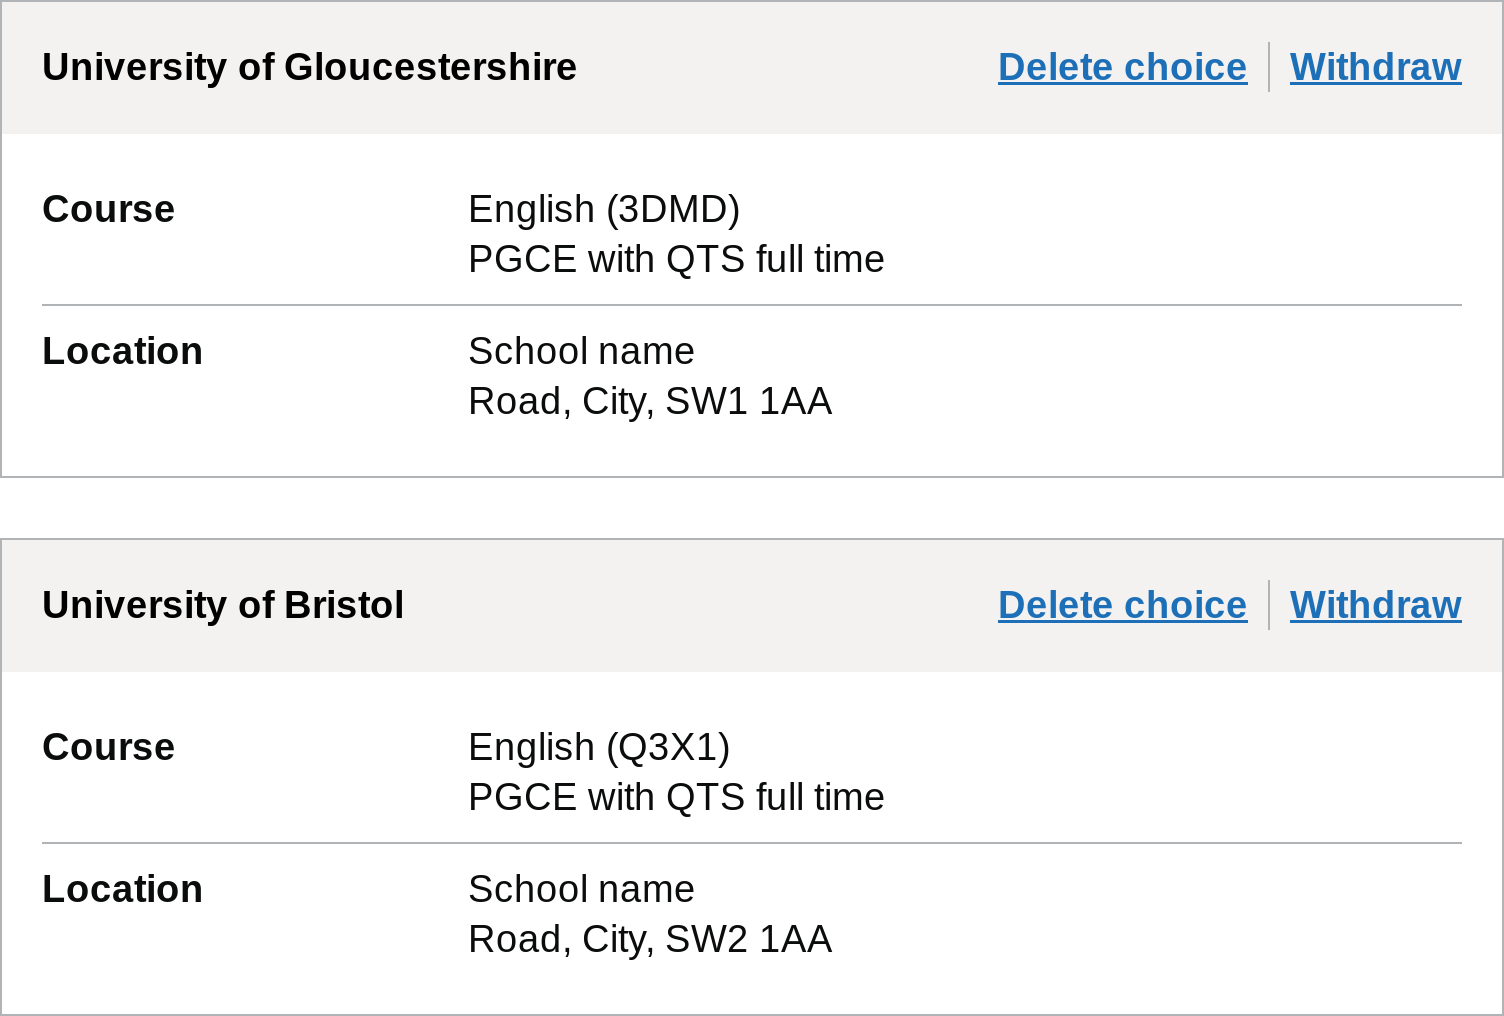 University of Gloucestershire
Delete choice
Withdraw
Course
English (3DMD)
PGCE with QTS full time
Location
School name
Road, City, SW1 1AA
University of Bristol
Delete choice
Withdraw
Course
English (Q3X1)
PGCE with QTS full time
Location
School name
Road, City, SW2 1AA